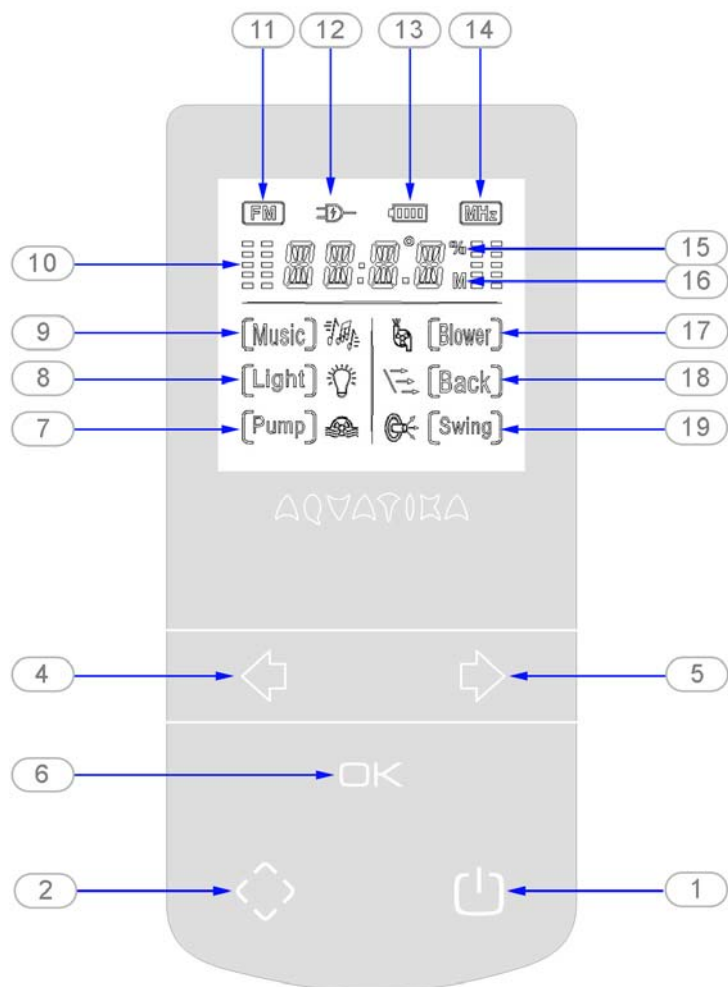 11 12 13 14
FM MHz
% 15
10
M 16
9 [Music] [Blower] 17
8 [Light] [Back] 18
7 [Pump] [Swing] 19
AQVATIKA
4 5
6 OK
2 1